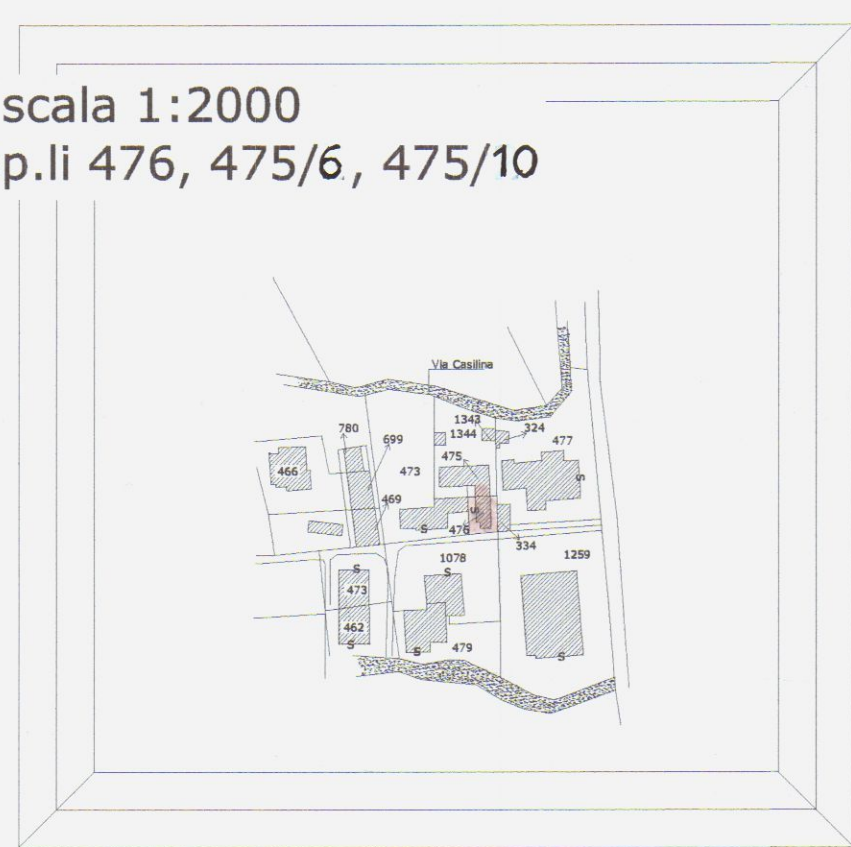 scala 1:2000
p.li 476, 475/6, 475/10
Via Casilina
1343
780
1344
324
699
477
475
466
473
S
469
S
476
S
334
1078
1259
S
S
473
462
S
479
S
S